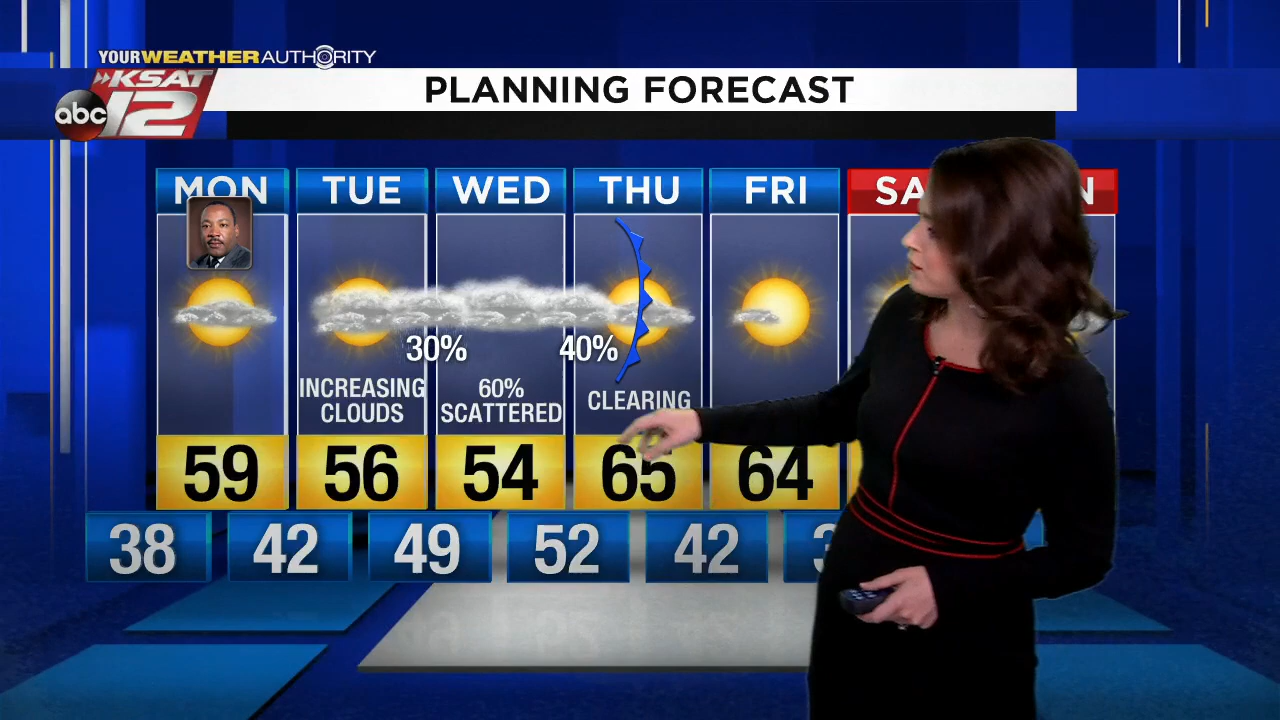 YOURWEATHERAUTHORITY
KSAT
abc 12
PLANNING FORECAST
MON TUE WED THU FRI
30% 40%
INCREASING CLOUDS
60% SCATTERED
CLEARING
59 56 54 65 64
38 42 49 52 42